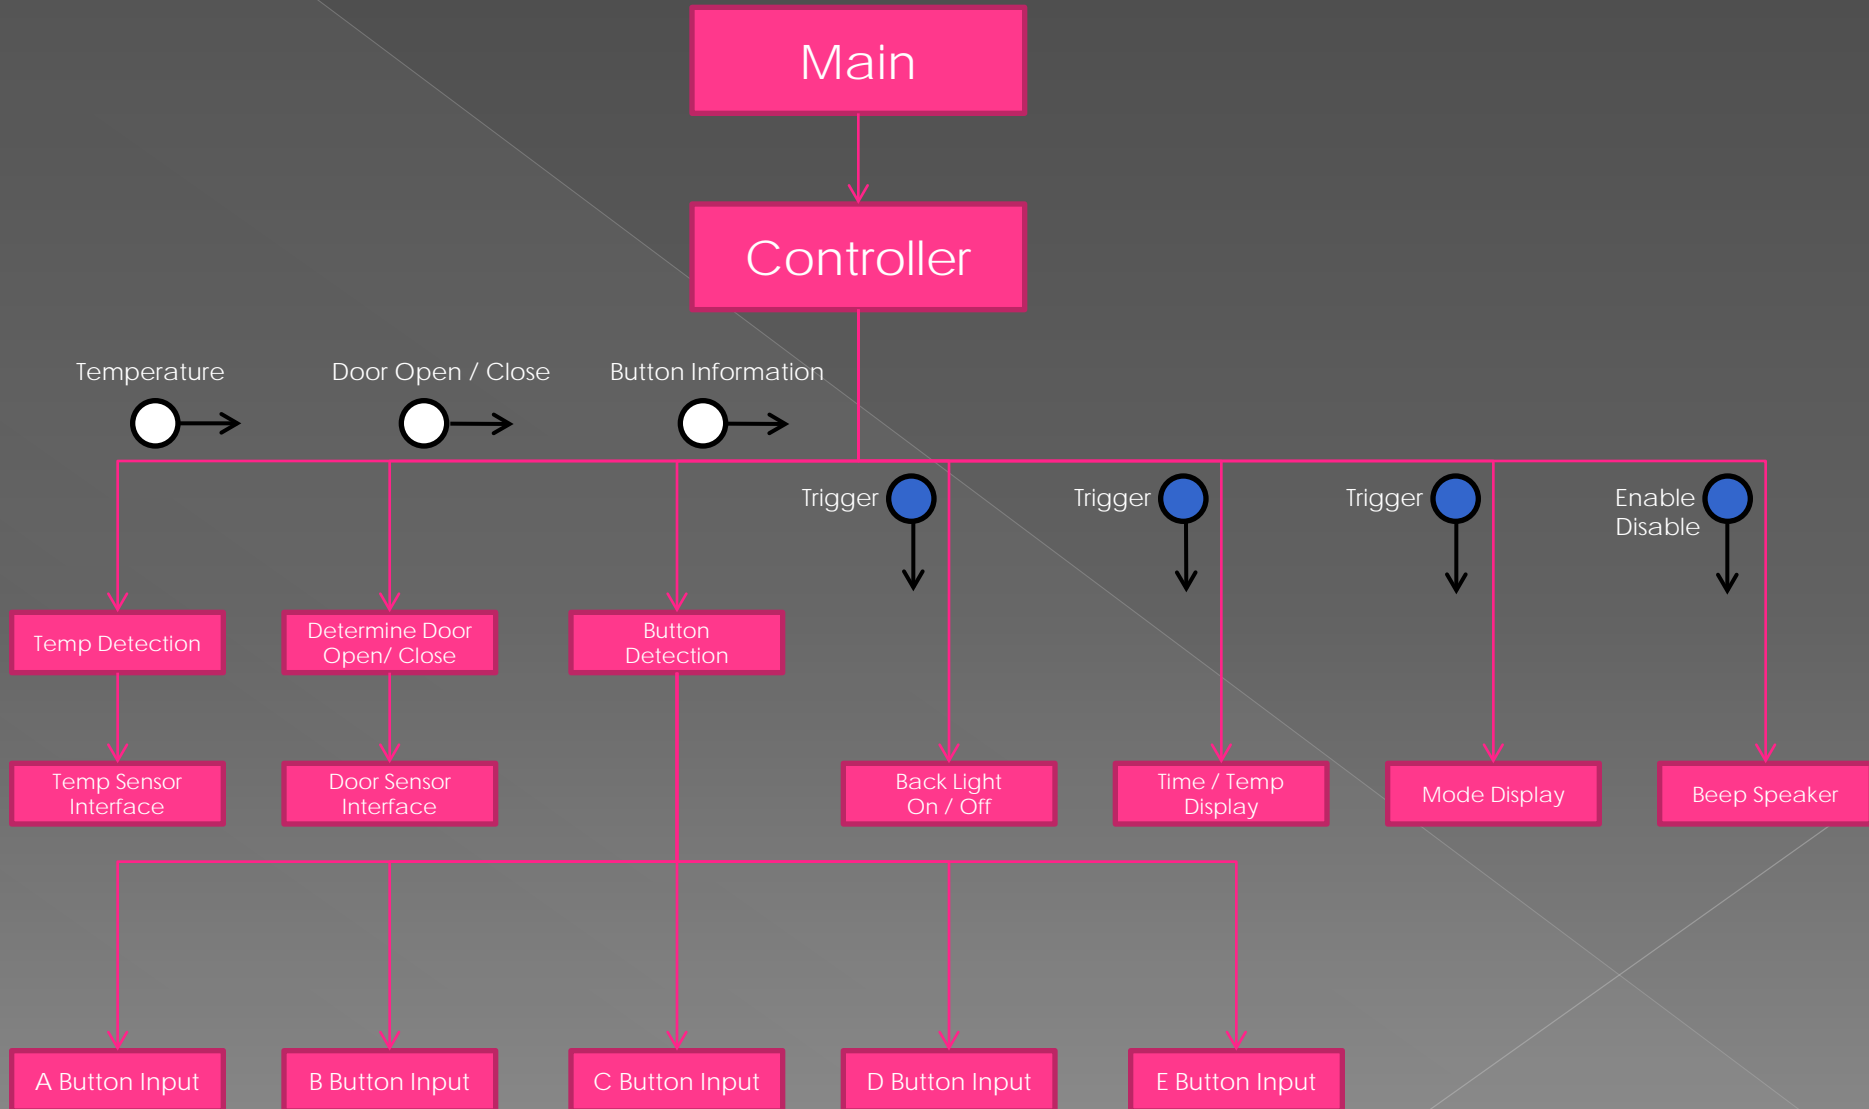 Main
Controller
Temperature
Door Open / Close
Button Information
Trigger
Trigger
Trigger
Enable
Disable
Temp Detection
Determine Door
Open/ Close
Button
Detection
Temp Sensor
Interface
Door Sensor
Interface
Back Light
On / Off
Time / Temp
Display
Mode Display
Beep Speaker
A Button Input
B Button Input
C Button Input
D Button Input
E Button Input